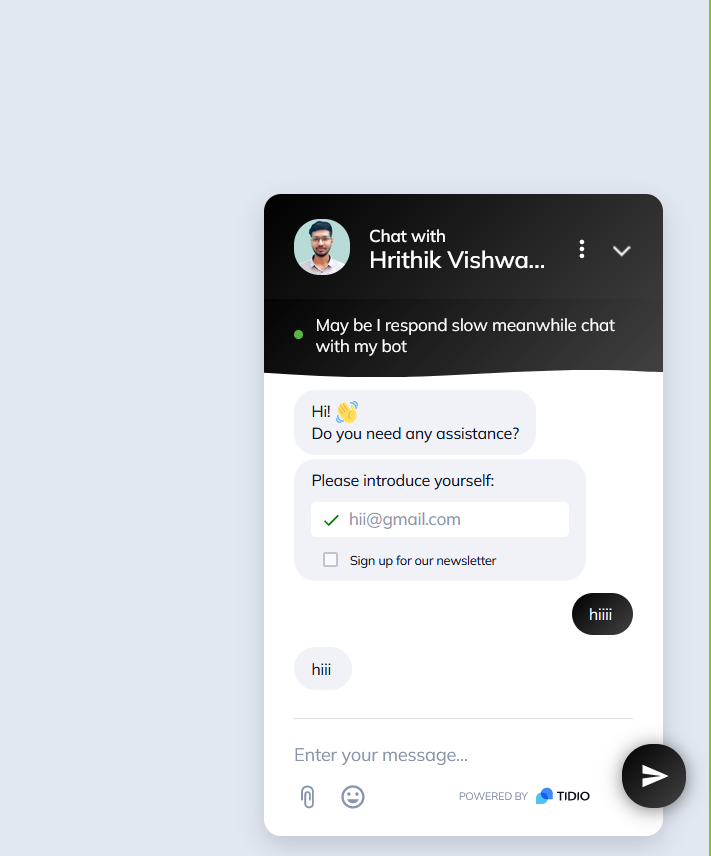 Chat with
Hrithik Vishwa...
May be I respond slow meanwhile chat
with my bot
Hi! 👋
Do you need any assistance?
Please introduce yourself:
hii@gmail.com
Sign up for our newsletter
hiiii
hiii
Enter your message...
POWERED BY TIDIO